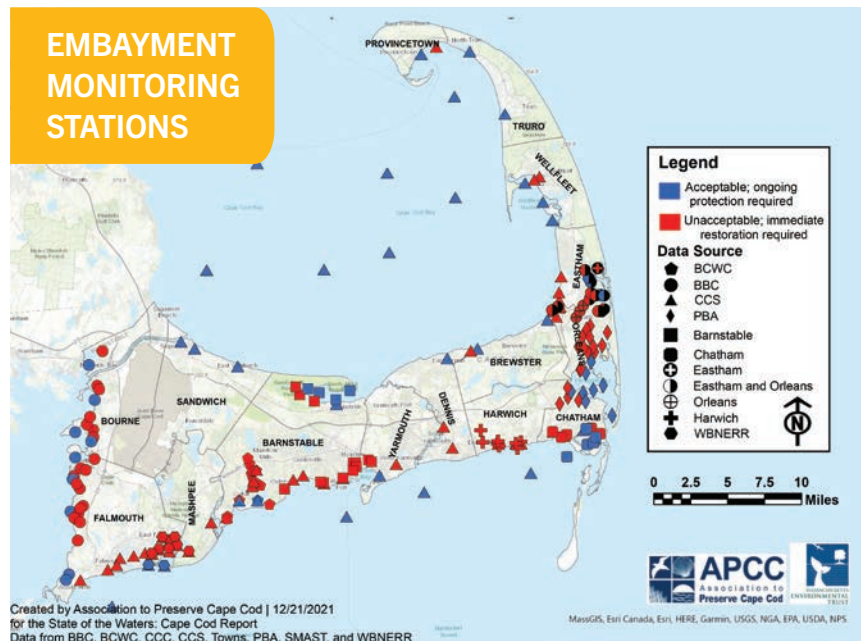 EMBAYMENT
MONITORING
STATIONS
PROVINCETOWN
TRURO
WELLFLEET
EASTHAM
ORLEANS
BREWSTER
DENNIS
HARWICH
CHATHAM
YARMOUTH
BARNSTABLE
SANDWICH
BOURNE
MASHPEE
FALMOUTH
Legend
Acceptable; ongoing
protection required
Unacceptable; immediate
restoration required
Data Source
BCWC
BBC
CCS
PBA
Barnstable
Chatham
Eastham
Eastham and Orleans
Orleans
Harwich
WBNERR
N
0 2.5 5 7.5 10
Miles
APCC
Association to
Preserve Cape Cod
MASSACHUSETTS
ENVIRONMENTAL
TRUST
Created by Association to Preserve Cape Cod | 12/21/2021
for the State of the Waters: Cape Cod Report
Data from BBC, BCWC, CCC, CCS, Towns, PBA, SMAST, and WBNERR
MassGIS, Esri Canada, Esri, HERE, Garmin, USGS, NGA, EPA, USDA, NPS